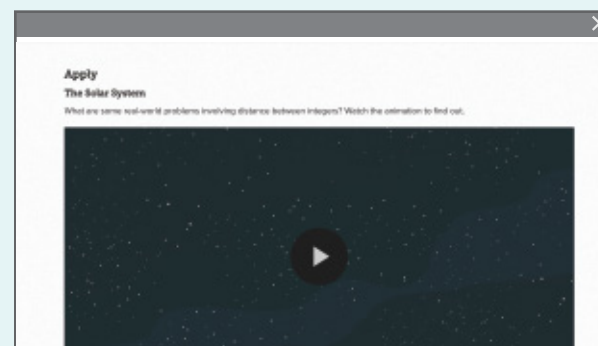 Apply
The Solar System
What are some real-world problems involving distance between integers? Watch the animation to find out.